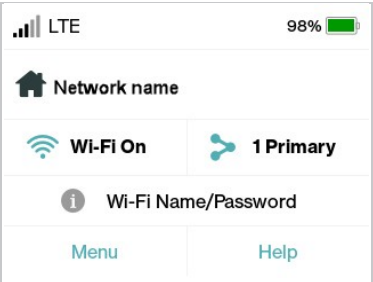 LTE 98%
Network name
Wi-Fi On 1 Primary
Wi-Fi Name/Password
Menu Help